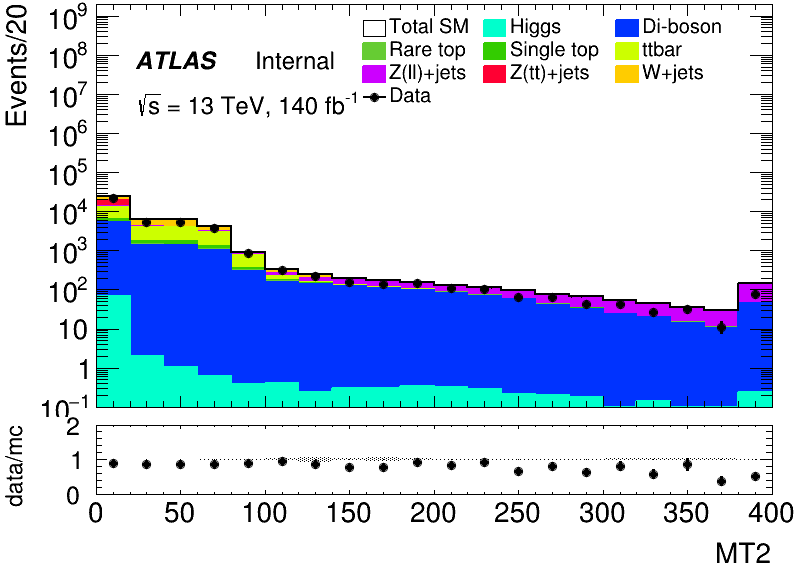 Events/20
10⁹
10⁸
10⁷
10⁶
10⁵
10⁴
10³
10²
10
1
10⁻¹
ATLAS Internal
√s = 13 TeV, 140 fb⁻¹
Total SM Higgs Di-boson
Rare top Single top ttbar
Z(ll)+jets Z(tt)+jets W+jets
Data
data/mc
2
1
0
0 50 100 150 200 250 300 350 400
MT2